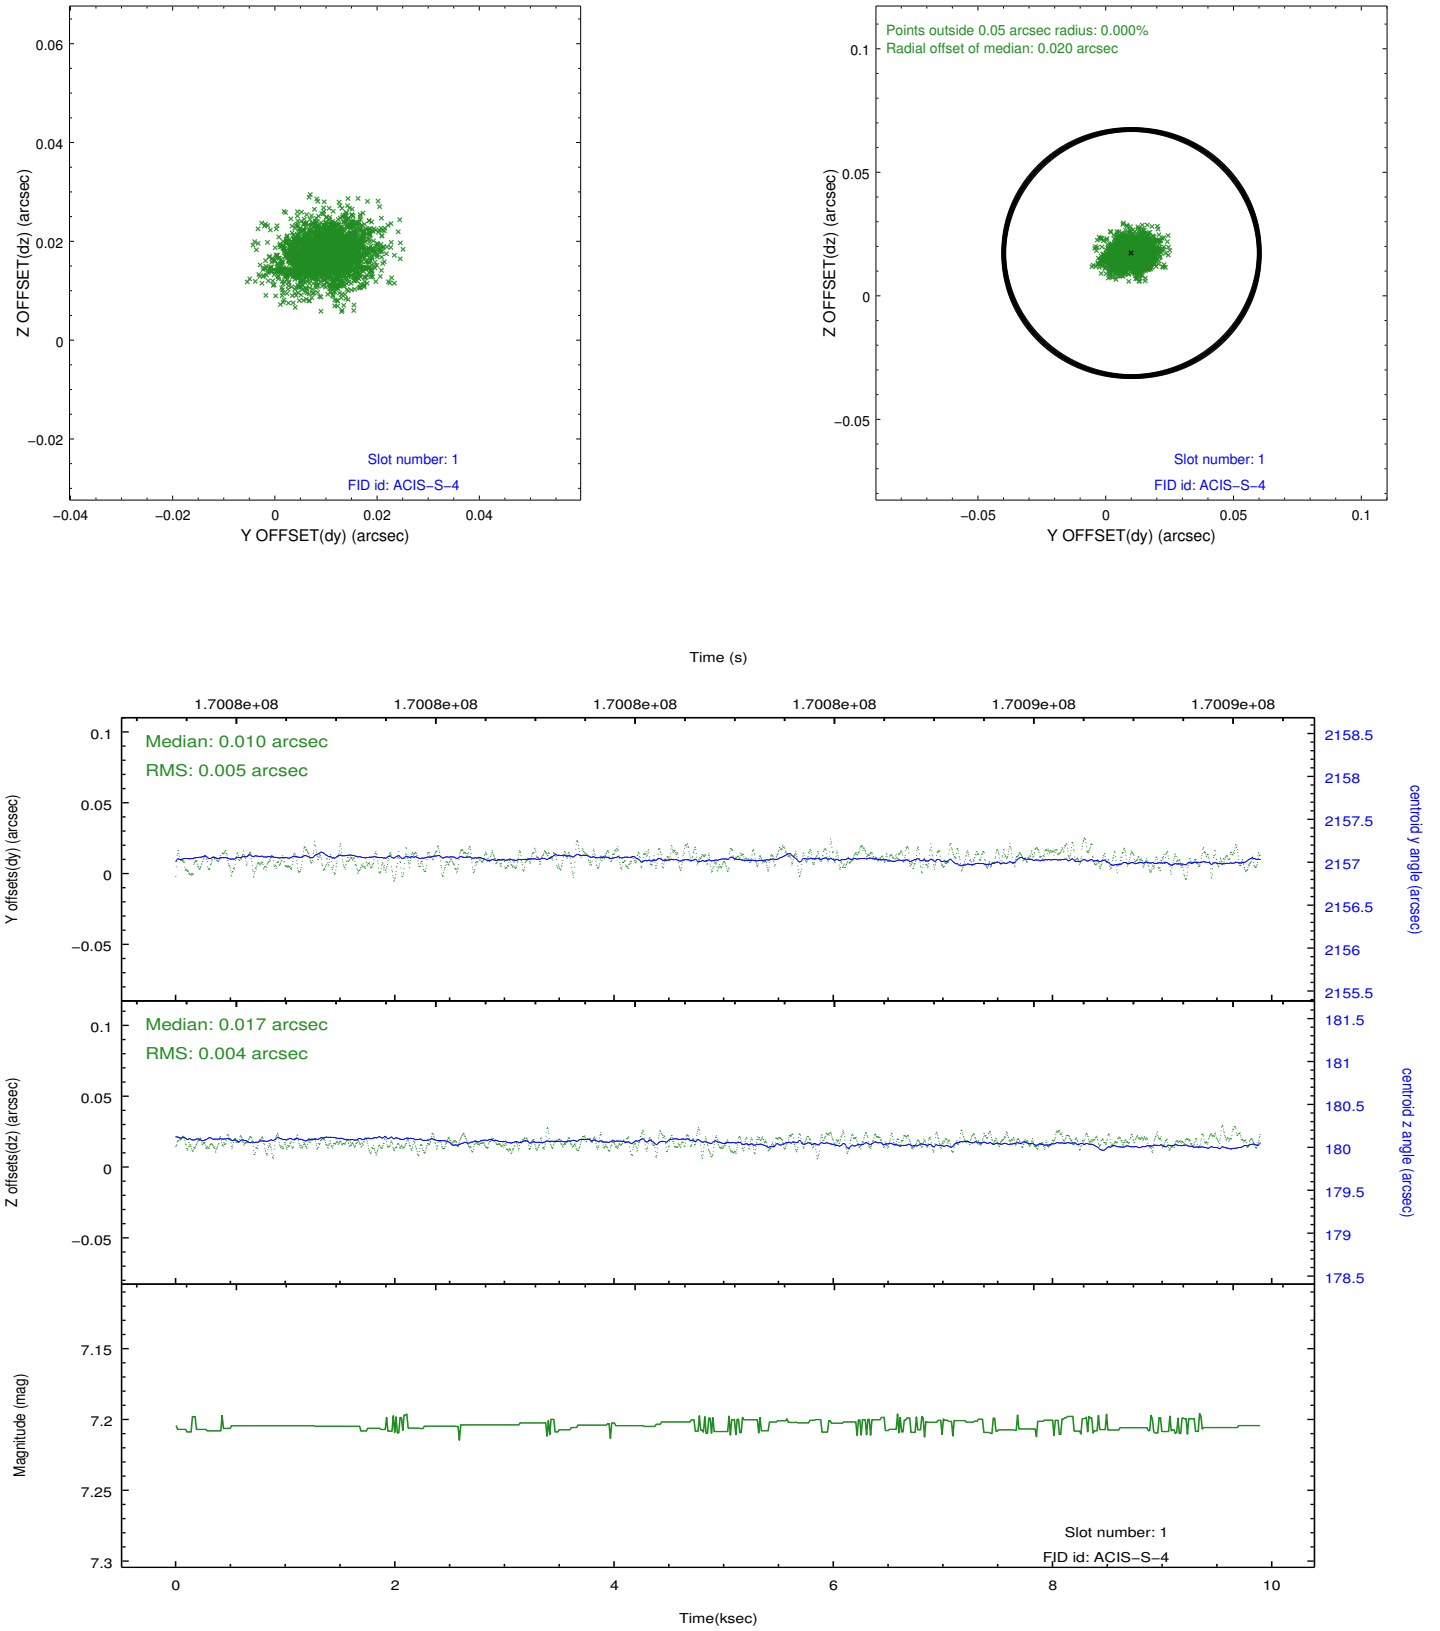 0.06
0.04
0.02
0
−0.02
Z OFFSET(dz) (arcsec)
Slot number: 1
FID id: ACIS−S−4
−0.04
−0.02
0
0.02
0.04
Y OFFSET(dy) (arcsec)
Points outside 0.05 arcsec radius: 0.000%
Radial offset of median: 0.020 arcsec
0.1
0.05
0
−0.05
Z OFFSET(dz) (arcsec)
Slot number: 1
FID id: ACIS−S−4
−0.05
0
0.05
0.1
Y OFFSET(dy) (arcsec)
Time (s)
1.7008e+08
1.7008e+08
1.7008e+08
1.7008e+08
1.7009e+08
1.7009e+08
Median: 0.010 arcsec
RMS: 0.005 arcsec
0.1
0.05
0
−0.05
Y offsets(dy) (arcsec)
2158.5
2158
2157.5
2157
2156.5
2156
2155.5
centroid y angle (arcsec)
Median: 0.017 arcsec
RMS: 0.004 arcsec
0.1
0.05
0
−0.05
Z offsets(dz) (arcsec)
181.5
181
180.5
180
179.5
179
178.5
centroid z angle (arcsec)
7.15
7.2
7.25
7.3
Magnitude (mag)
Slot number: 1
FID id: ACIS−S−4
0
2
4
6
8
10
Time(ksec)